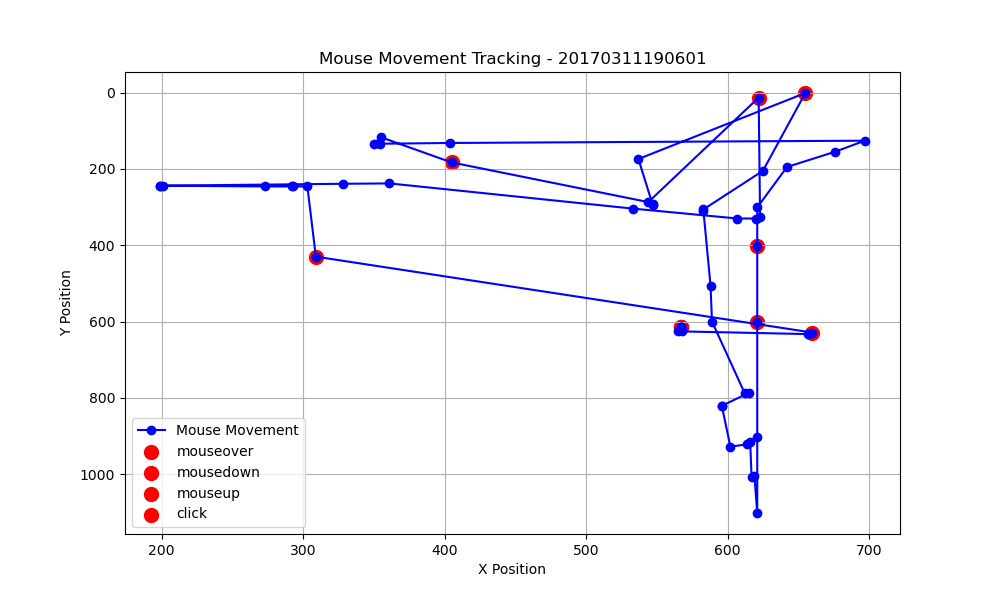 Mouse Movement Tracking - 20170311190601
0
200
400
600
800
1000
Y Position
Mouse Movement
mouseover
mousedown
mouseup
click
200 300 400 500 600 700
X Position